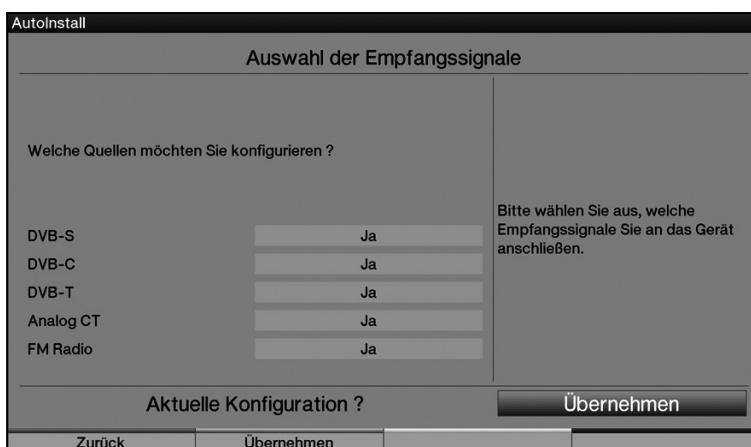 AutoInstall
Auswahl der Empfangssignale
Welche Quellen möchten Sie konfigurieren ?
DVB-S Ja
DVB-C Ja
DVB-T Ja
Analog CT Ja
FM Radio Ja
Bitte wählen Sie aus, welche
Empfangssignale Sie an das Gerät
anschließen.
Aktuelle Konfiguration ? Übernehmen
Zurück Übernehmen